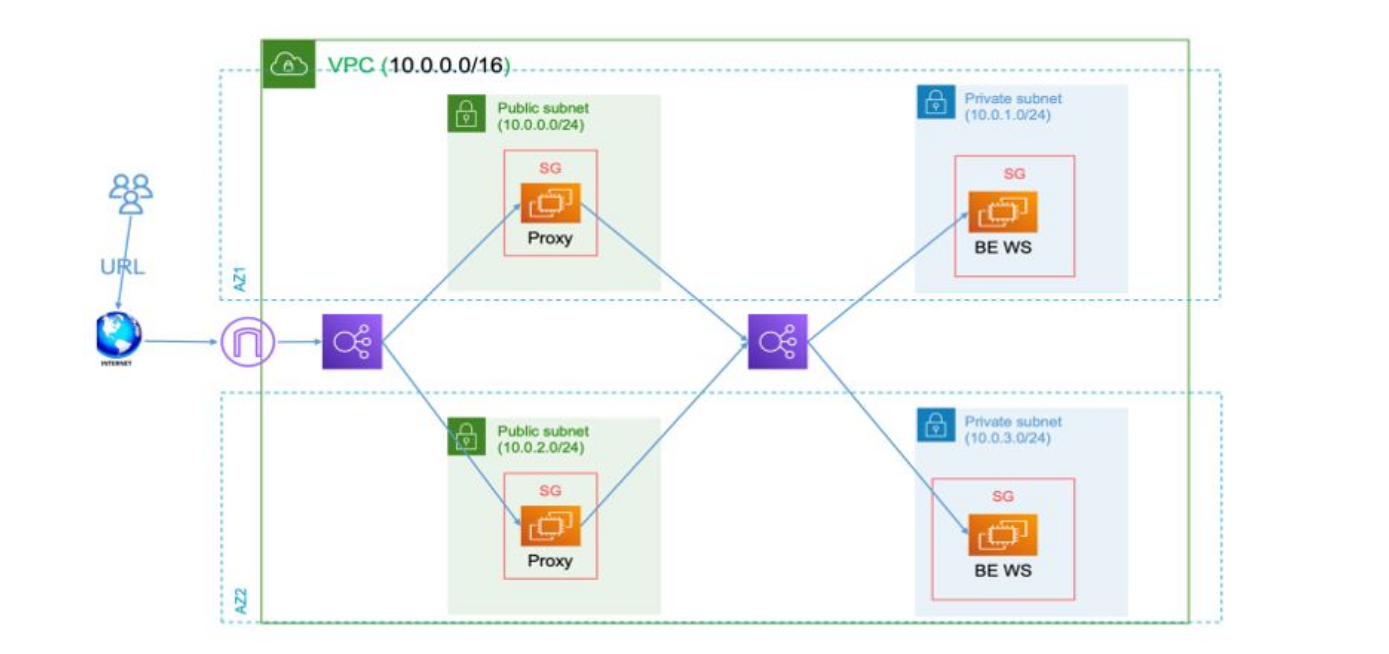 VPC (10.0.0.0/16)
Public subnet
(10.0.0.0/24)
SG
Proxy
Private subnet
(10.0.1.0/24)
SG
BE WS
AZ1
URL
INTERNET
Public subnet
(10.0.2.0/24)
SG
Proxy
Private subnet
(10.0.3.0/24)
SG
BE WS
AZ2